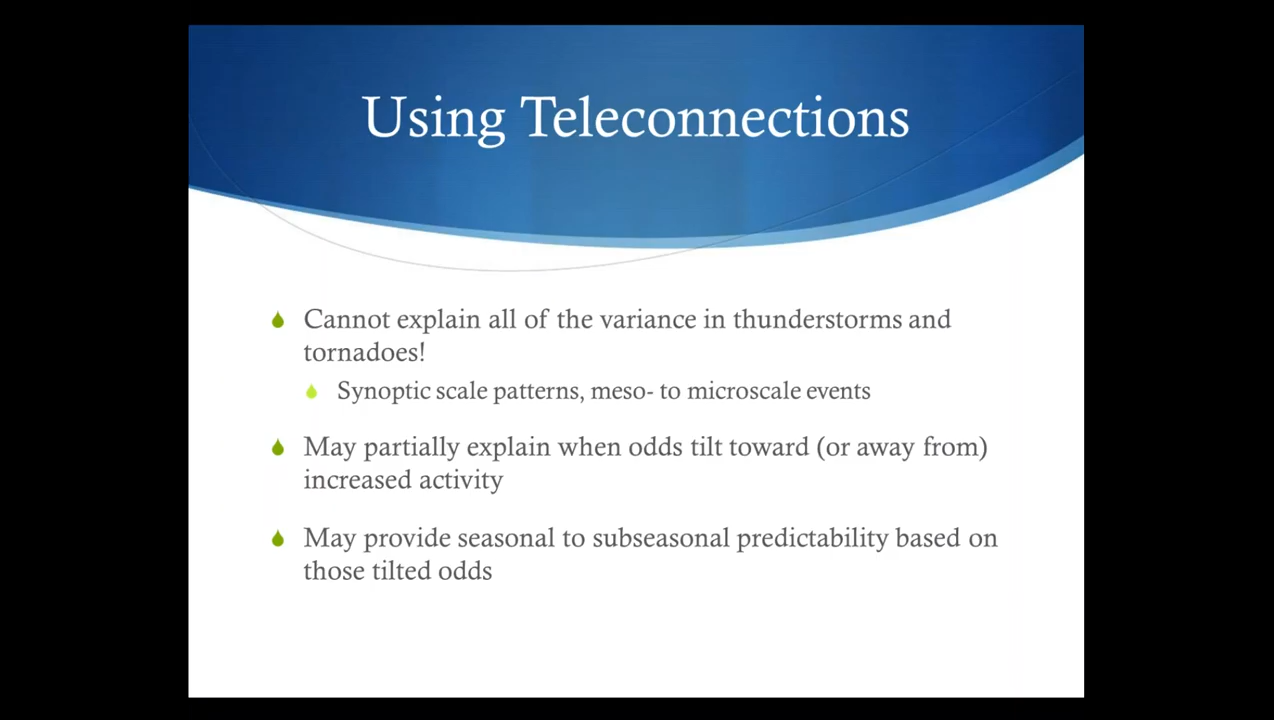 Using Teleconnections
Cannot explain all of the variance in thunderstorms and
tornadoes!
Synoptic scale patterns, meso- to microscale events
May partially explain when odds tilt toward (or away from)
increased activity
May provide seasonal to subseasonal predictability based on
those tilted odds